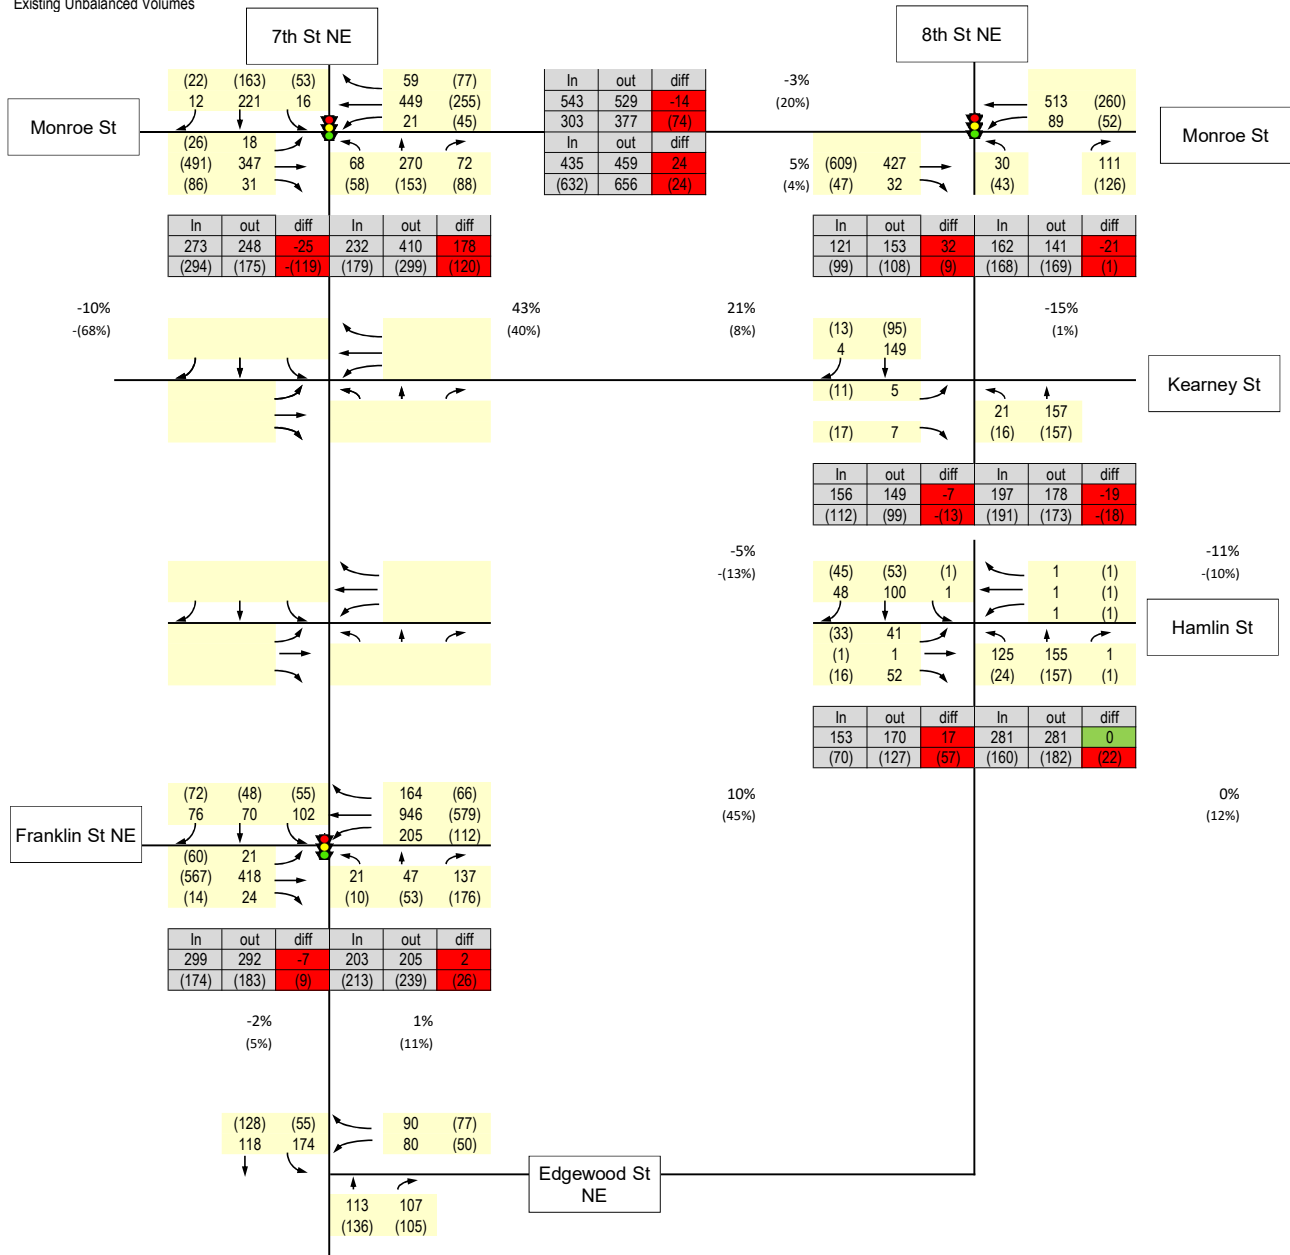 Existing Unbalanced Volumes
7th St NE
8th St NE
(22) (163) (53) 59 (77)
12 221 16 449 (255)
21 (45)
In out diff
543 529 -14
303 377 (74)
In out diff
435 459 24
(632) 656 (24)
-3%
(20%)
513 (260)
89 (52)
Monroe St
Monroe St
(26) 18
(491) 347 68 270 72
(86) 31 (58) (153) (88)
5%
(4%)
(609) 427 30 111
(47) 32 (43) (126)
In out diff In out diff
273 248 -25 232 410 178
(294) (175) -(119) (179) (299) (120)
In out diff In out diff
121 153 32 162 141 -21
(99) (108) (9) (168) (169) (1)
-10% 43% 21% -15%
-(68%) (40%) (8%) (1%)
(13) (95)
4 149
Kearney St
(11) 5
21 157
(17) 7 (16) (157)
In out diff In out diff
156 149 -7 197 178 -19
(112) (99) -(13) (191) (173) -(18)
-5% -11%
-(13%) -(10%)
(45) (53) (1) 1 (1)
48 100 1 1 (1)
1 (1)
Hamlin St
(33) 41
(1) 1 125 155 1
(16) 52 (24) (157) (1)
In out diff In out diff
153 170 17 281 281 0
(70) (127) (57) (160) (182) (22)
10% 0%
(45%) (12%)
(72) (48) (55) 164 (66)
76 70 102 946 (579)
205 (112)
Franklin St NE
(60) 21
(567) 418 21 47 137
(14) 24 (10) (53) (176)
In out diff In out diff
299 292 -7 203 205 2
(174) (183) (9) (213) (239) (26)
-2% 1%
(5%) (11%)
(128) (55) 90 (77)
118 174 80 (50)
Edgewood St
NE
113 107
(136) (105)